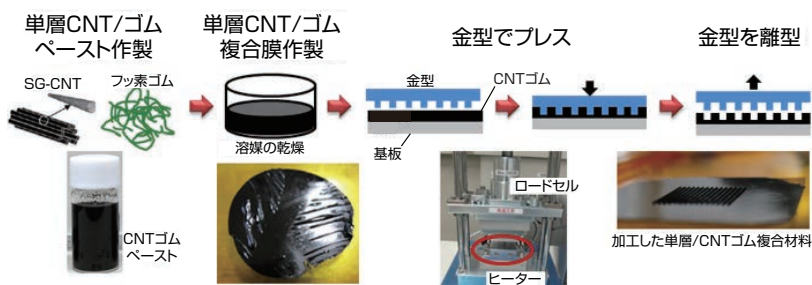 単層CNT/ゴム
ペースト作製
単層CNT/ゴム
複合膜作製
金型でプレス
金型を離型
SG-CNT
フッ素ゴム
溶媒の乾燥
金型
CNTゴム
基板
CNTゴム
ペースト
ロードセル
ヒーター
加工した単層/CNTゴム複合材料